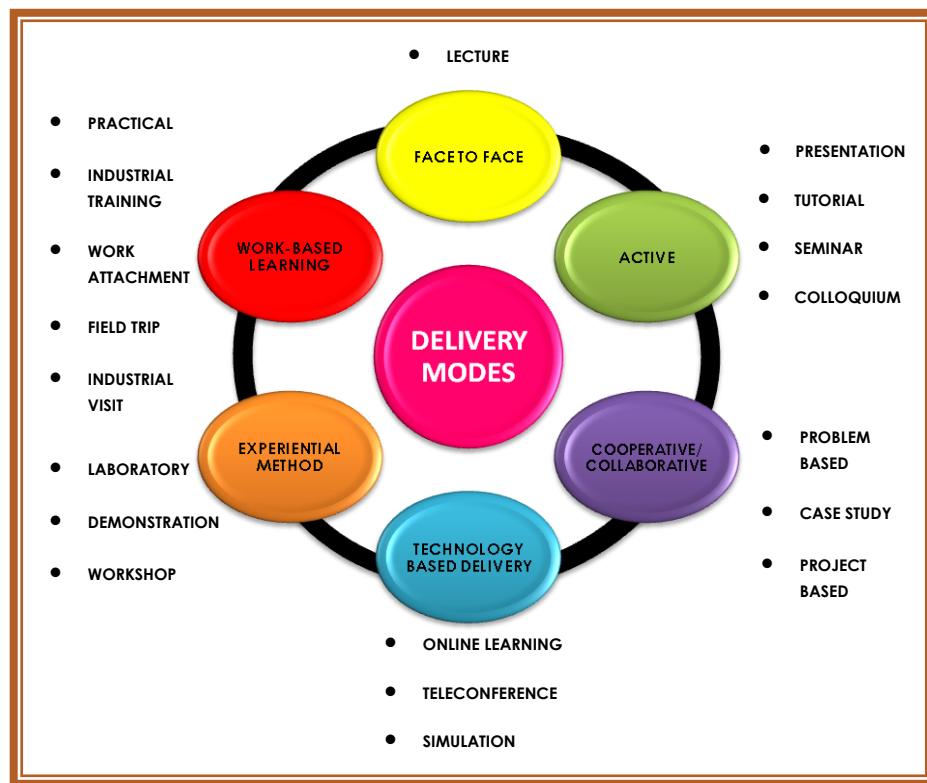 • LECTURE
FACE TO FACE
• PRACTICAL
• INDUSTRIAL
TRAINING
• WORK
ATTACHMENT
• FIELD TRIP
• INDUSTRIAL
VISIT
WORK-BASED
LEARNING
• PRESENTATION
• TUTORIAL
• SEMINAR
• COLLOQUIUM
ACTIVE
DELIVERY
MODES
EXPERIENTIAL
METHOD
• LABORATORY
• DEMONSTRATION
• WORKSHOP
COOPERATIVE/
COLLABORATIVE
• PROBLEM
BASED
• CASE STUDY
• PROJECT
BASED
TECHNOLOGY
BASED DELIVERY
• ONLINE LEARNING
• TELECONFERENCE
• SIMULATION